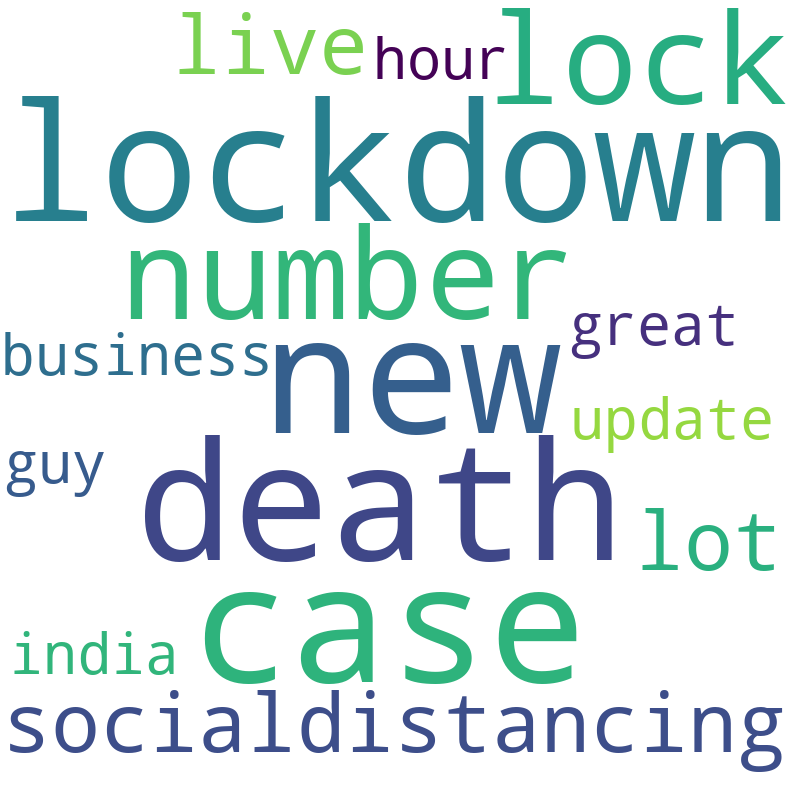 live hour lock
lockdown
number
great
business new
update
guy
death
lot
case
india
socialdistancing